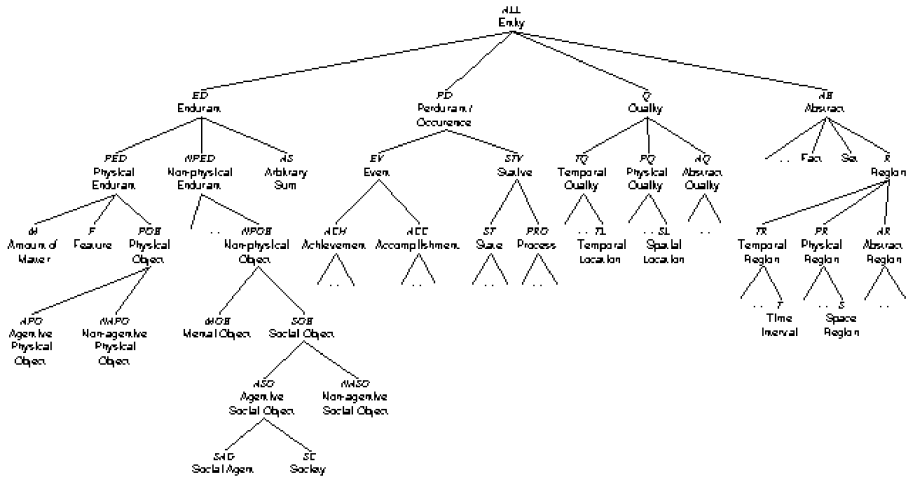 ALL
Entity
ED PD Q AB
Endurant Perdurant / Quality Abstract
Occurence
PED NPED AS EV STV TQ PQ AQ .. Fact Set R
Physical Non-physical Arbitrary Event Stative Temporal Physical Abstract Region
Endurant Endurant Sum Quality Quality Quality
M F POB .. NPOB ACH ACC ST PRO .. TL .. SL .. TR PR AR
Amount of Feature Physical Non-physical Achievement Accomplishment State Process Temporal Spatial Temporal Physical Abstract
Matter Object Object Location Location Region Region Region
.. .. .. .. .. T .. S ..
APO NAPO MOB SOB Time Space
Agentive Non-agentive Mental Object Social Object Interval Region
Physical Physical
Object Object
ASO NASO
Agentive Non-agentive
Social Object Social Object
SAG SC
Social Agent Society